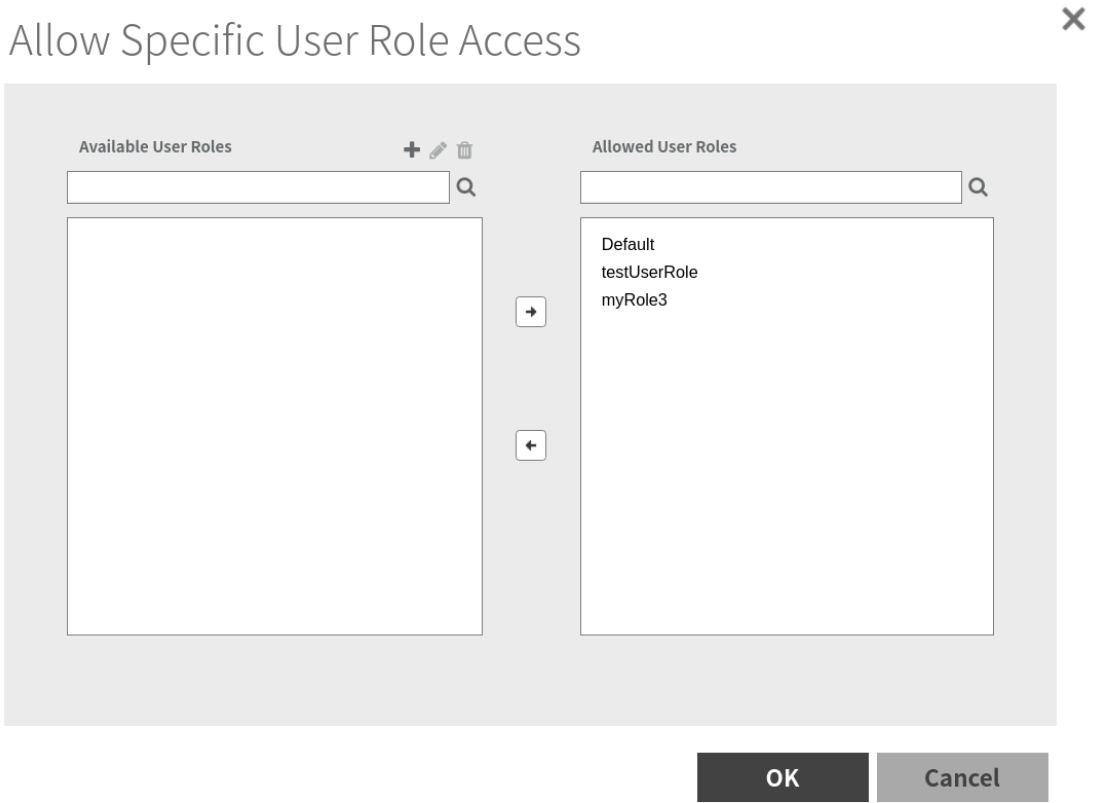 Allow Specific User Role Access
Available User Roles
Allowed User Roles
Default
testUserRole
myRole3
OK
Cancel